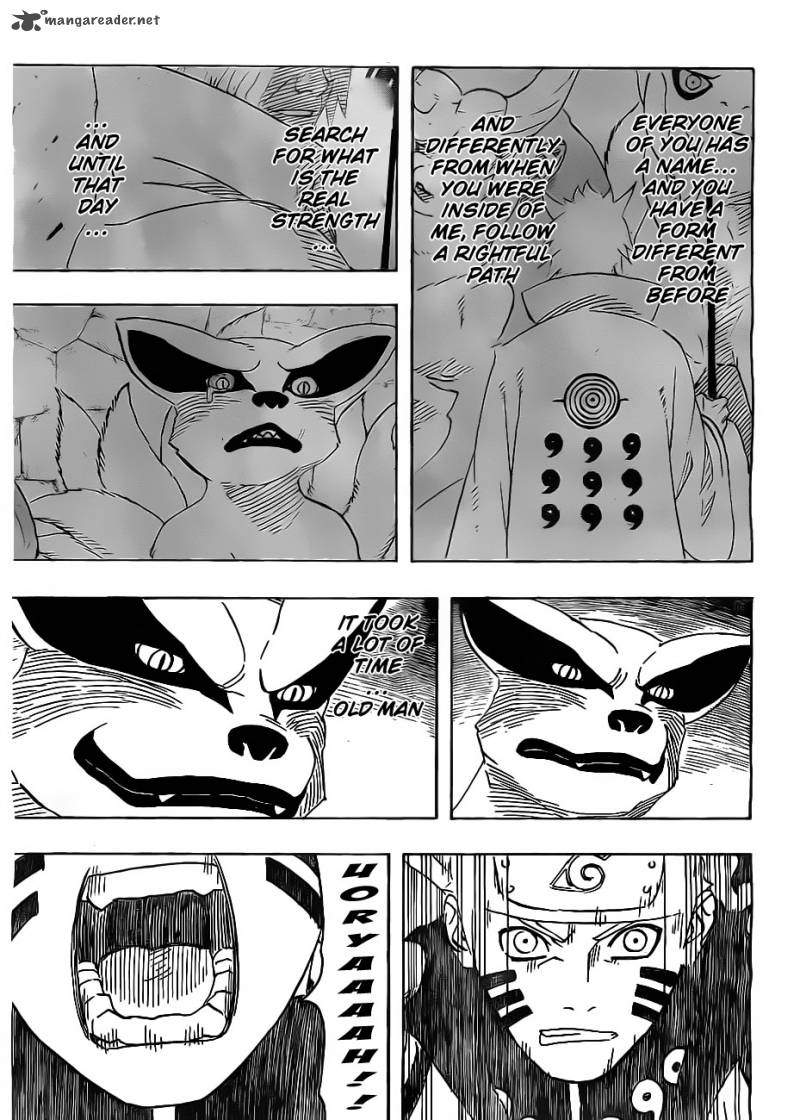 mangareader.net
EVERYONE
OF YOU HAS
A NAME...
AND YOU
HAVE A
FORM
DIFFERENT
FROM
BEFORE
AND
DIFFERENTLY
FROM WHEN
YOU WERE
INSIDE OF
ME, FOLLOW
A RIGHTFUL
PATH
SEARCH
FOR WHAT
IS THE
REAL
STRENGTH
...
...
AND
UNTIL
THAT
DAY
...
IT TOOK
A LOT OF
TIME
...
OLD MAN
UORYAAAAH!!